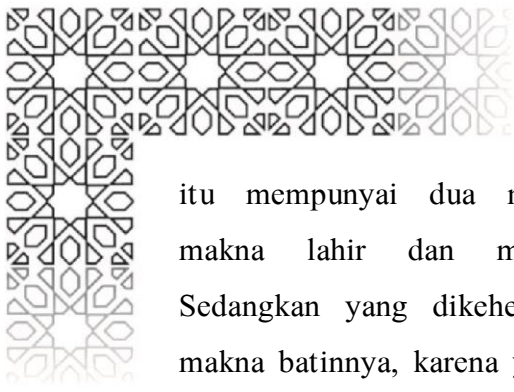 itu mempunyai dua
makna lahir dan
Sedangkan yang
makna batinnya, karena